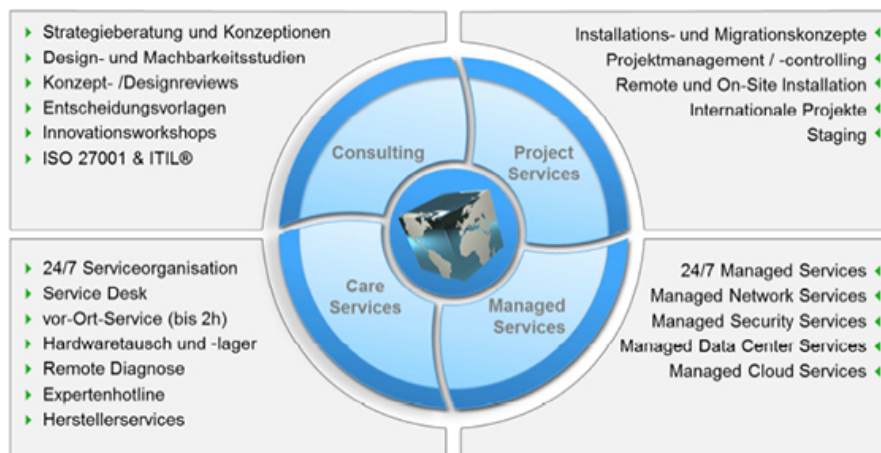 Strategieberatung und Konzeptionen
Design- und Machbarkeitsstudien
Konzept- /Designreviews
Entscheidungsvorlagen
Innovationsworkshops
ISO 27001 & ITIL®
Installations- und Migrationskonzepte
Projektmanagement / -controlling
Remote und On-Site Installation
Internationale Projekte
Staging
Consulting
Project
Services
Care
Services
Managed
Services
24/7 Serviceorganisation
Service Desk
vor-Ort-Service (bis 2h)
Hardwaretausch und -lager
Remote Diagnose
Expertenhotline
Herstellerservices
24/7 Managed Services
Managed Network Services
Managed Security Services
Managed Data Center Services
Managed Cloud Services